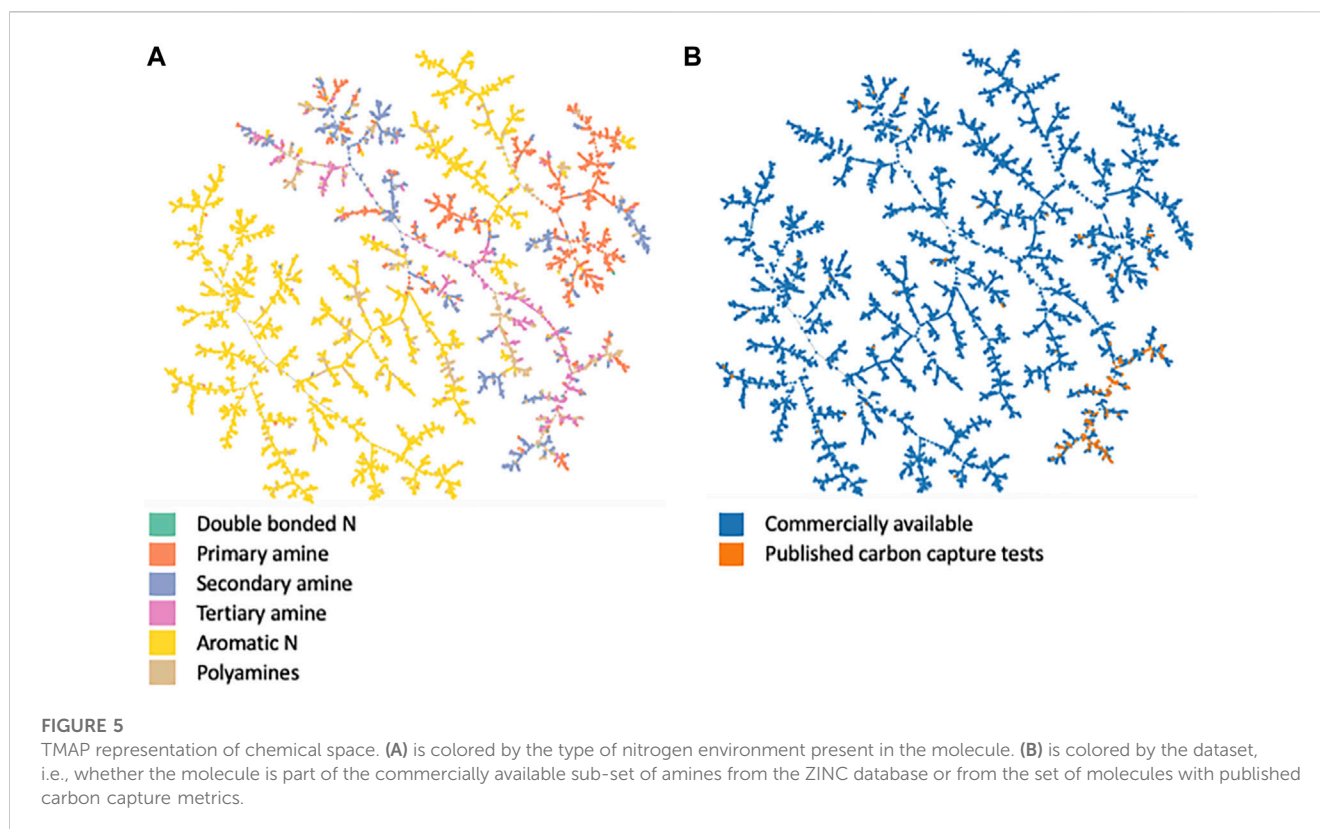 A
B
Double bonded N
Primary amine
Secondary amine
Tertiary amine
Aromatic N
Polyamines
Commercially available
Published carbon capture tests
FIGURE 5
TMAP representation of chemical space. (A) is colored by the type of nitrogen environment present in the molecule. (B) is colored by the dataset,
i.e., whether the molecule is part of the commercially available sub-set of amines from the ZINC database or from the set of molecules with published
carbon capture metrics.